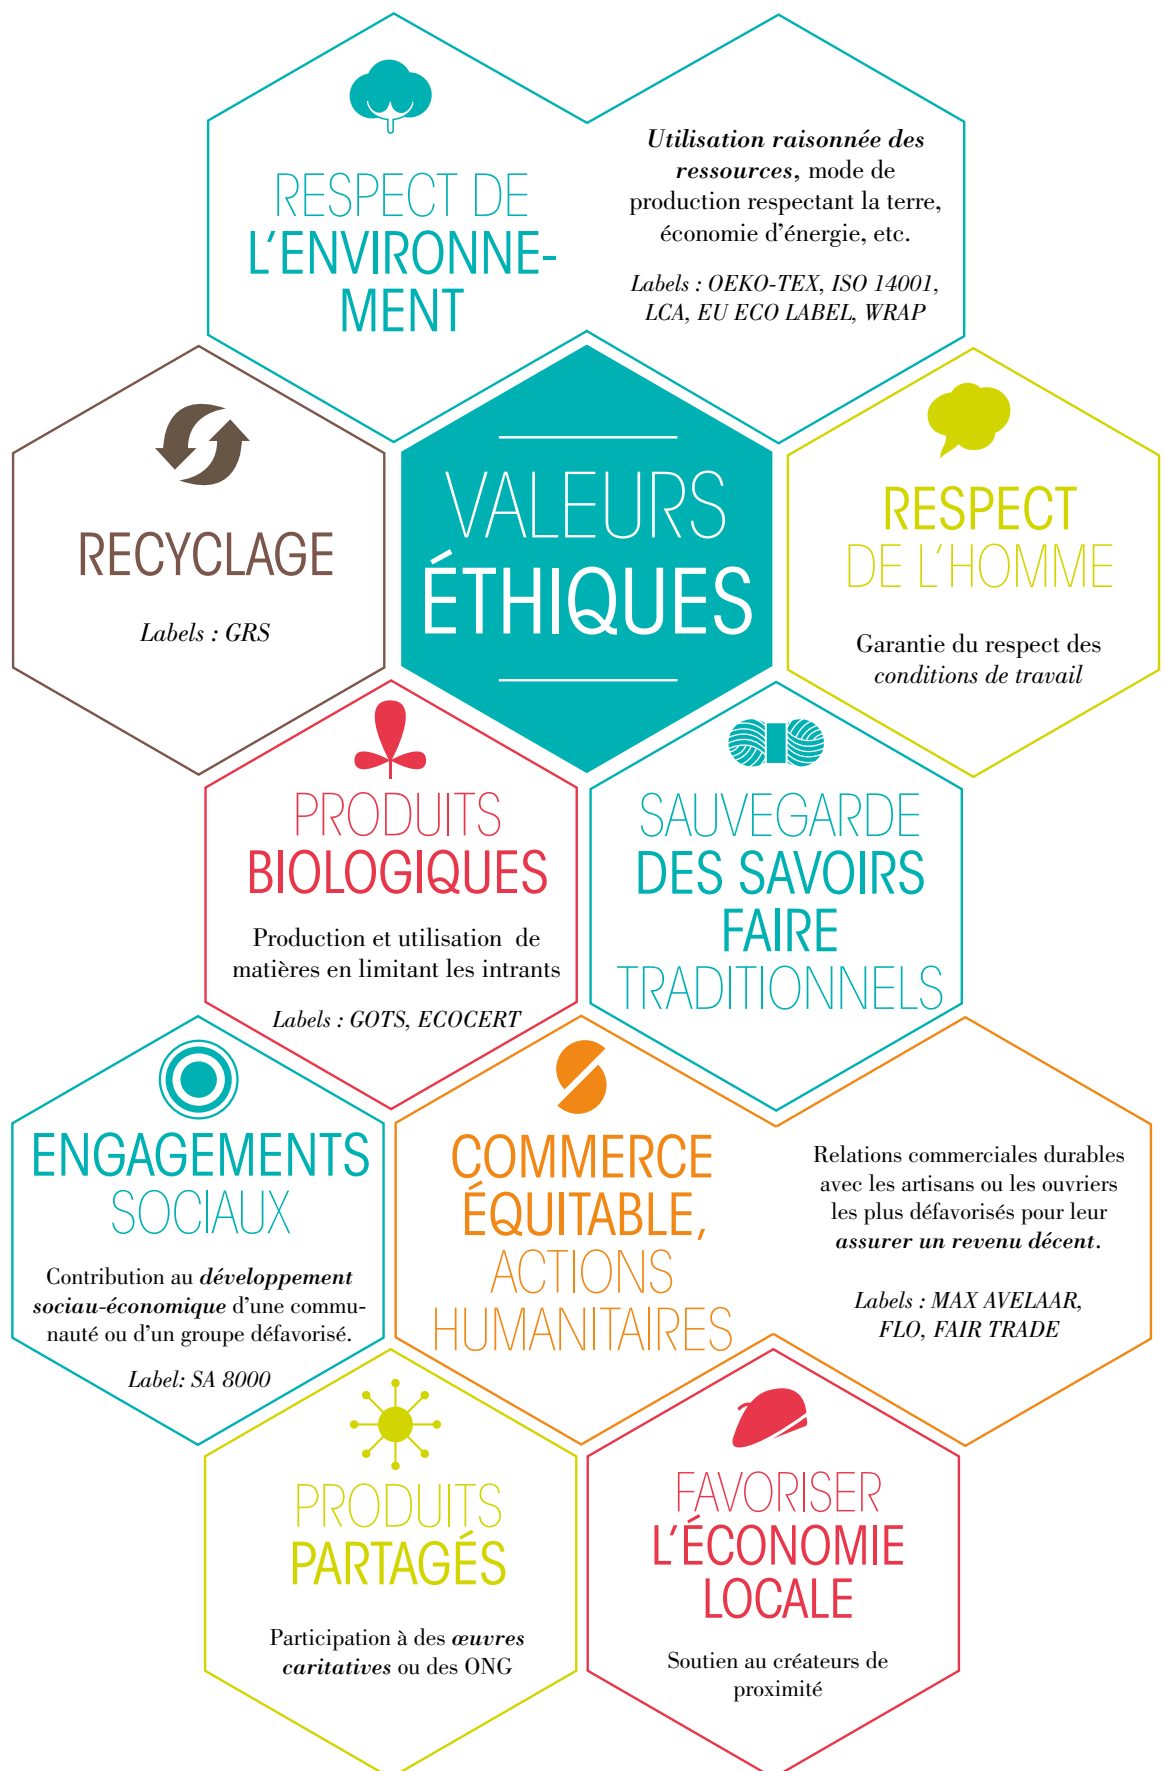 RESPECT DE
L'ENVIRONNE-
MENT
Utilisation raisonnée des
ressources, mode de
production respectant la terre,
économie d'énergie, etc.
Labels : OEKO-TEX, ISO 14001,
LCA, EU ECO LABEL, WRAP
RECYCLAGE
Labels : GRS
VALEURS
ÉTHIQUES
RESPECT
DE L'HOMME
Garantie du respect des
conditions de travail
PRODUITS
BIOLOGIQUES
Production et utilisation de
matières en limitant les intrants
Labels : GOTS, ECOCERT
SAUVEGARDE
DES SAVOIRS
FAIRE
TRADITIONNELS
ENGAGEMENTS
SOCIAUX
Contribution au développement
sociau-économique d'une commu-
nauté ou d'un groupe défavorisé.
Label: SA 8000
COMMERCE
ÉQUITABLE,
ACTIONS
HUMANITAIRES
Relations commerciales durables
avec les artisans ou les ouvriers
les plus défavorisés pour leur
assurer un revenu décent.
Labels : MAX AVELAAR,
FLO, FAIR TRADE
PRODUITS
PARTAGÉS
Participation à des œuvres
caritatives ou des ONG
FAVORISER
L'ÉCONOMIE
LOCALE
Soutien au créateurs de
proximité